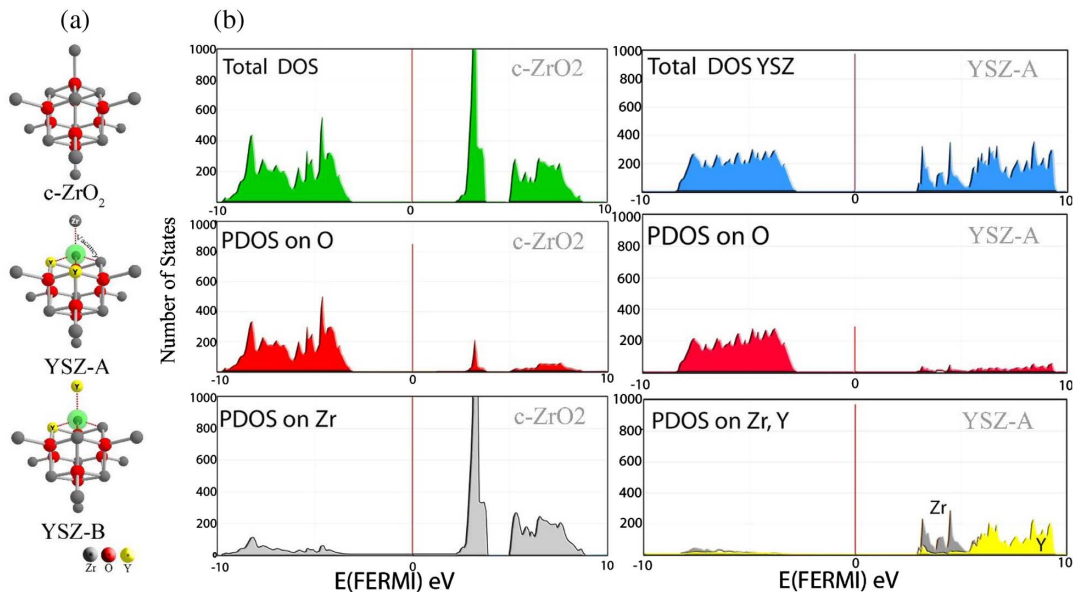 (a)
c-ZrO2
Zr
Vacancy
Y
Y
YSZ-A
Y
Y
YSZ-B
Zr O Y
(b)
Number of States
1000
800
600
400
200
-10 0 10
Total DOS
c-ZrO2
1000
800
600
400
200
-10 0 10
Total DOS YSZ
YSZ-A
1000
800
600
400
200
-10 0 10
PDOS on O
c-ZrO2
1000
800
600
400
200
-10 0 10
PDOS on O
YSZ-A
1000
800
600
400
200
0
-10 0 10
PDOS on Zr
c-ZrO2
E(FERMI) eV
1000
800
600
400
200
0
-10 0 10
PDOS on Zr, Y
YSZ-A
Zr
Y
E(FERMI) eV